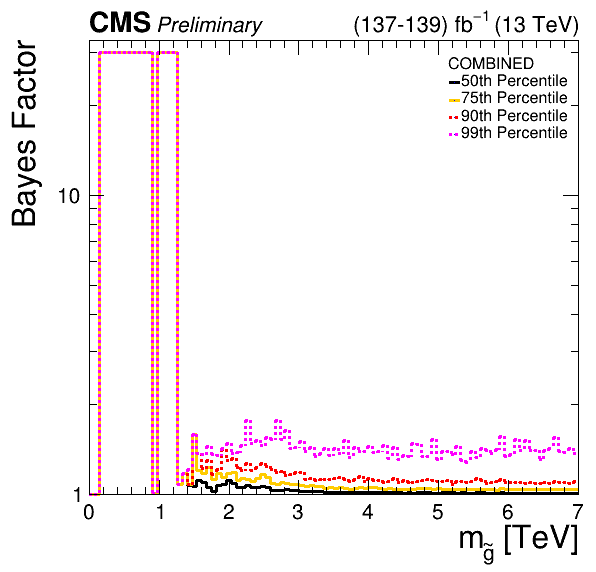 CMS Preliminary (137-139) fb⁻¹ (13 TeV)
COMBINED
50th Percentile
75th Percentile
90th Percentile
99th Percentile
Bayes Factor
10
1
0 1 2 3 4 5 6 7
m_g̃ [TeV]